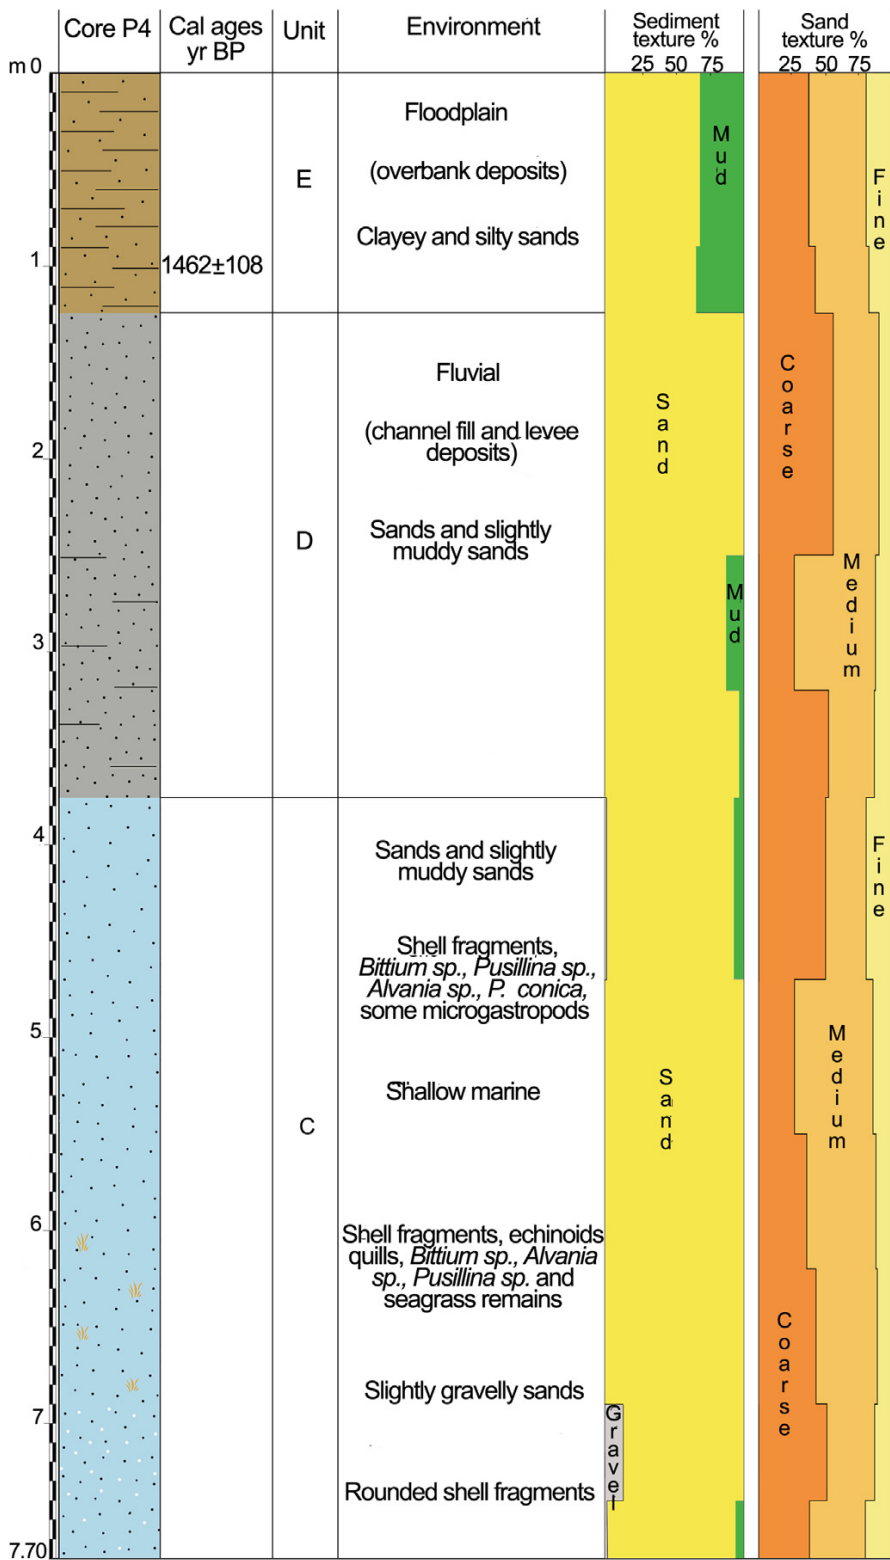 Core P4
Cal ages
yr BP
Unit
Environment
Sediment
texture %
25 50 75
Sand
texture %
25 50 75
m 0
1
2
3
4
5
6
7
7.70
1462±108
E
D
C
Floodplain
(overbank deposits)
Clayey and silty sands
Fluvial
(channel fill and levee
deposits)
Sands and slightly
muddy sands
Sands and slightly
muddy sands
Shell fragments,
Bittium sp., Pusillina sp.,
Alvania sp., P. conica,
some microgastropods
Shallow marine
Shell fragments, echinoids
quills, Bittium sp., Alvania
sp., Pusillina sp. and
seagrass remains
Slightly gravelly sands
Rounded shell fragments
Mud
Sand
Mud
Sand
Gravel
Fine
Coarse
Medium
Fine
Medium
Coarse